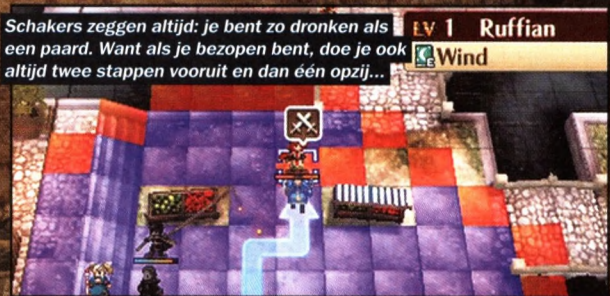 Schakers zeggen altijd: je bent zo dronken als
een paard. Want als je bezopen bent, doe je ook
altijd twee stappen vooruit en dan één opzij...
LV 1 Ruffian
E Wind